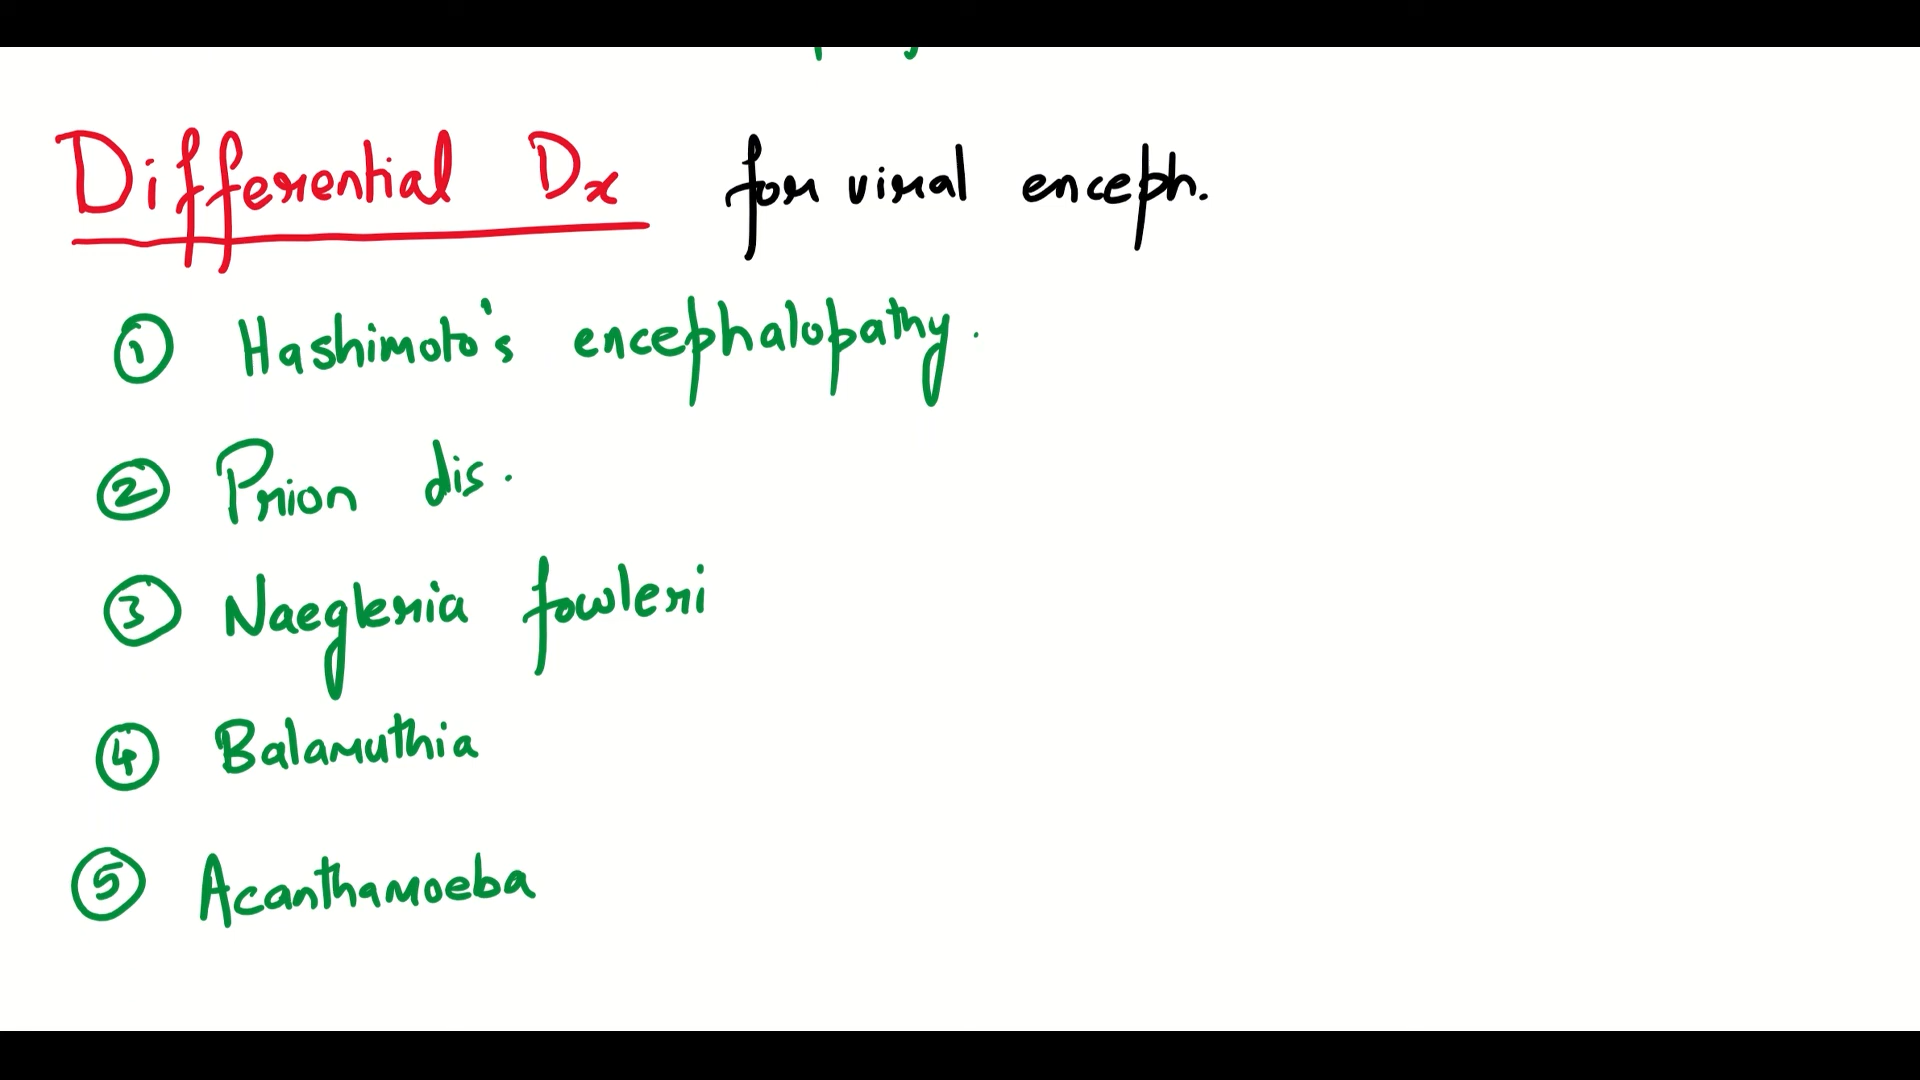 Differential Dx for viral enceph.
① Hashimoto's encephalopathy.
② Prion dis.
③ Naegleria fowleri
④ Balamuthia
⑤ Acanthamoeba